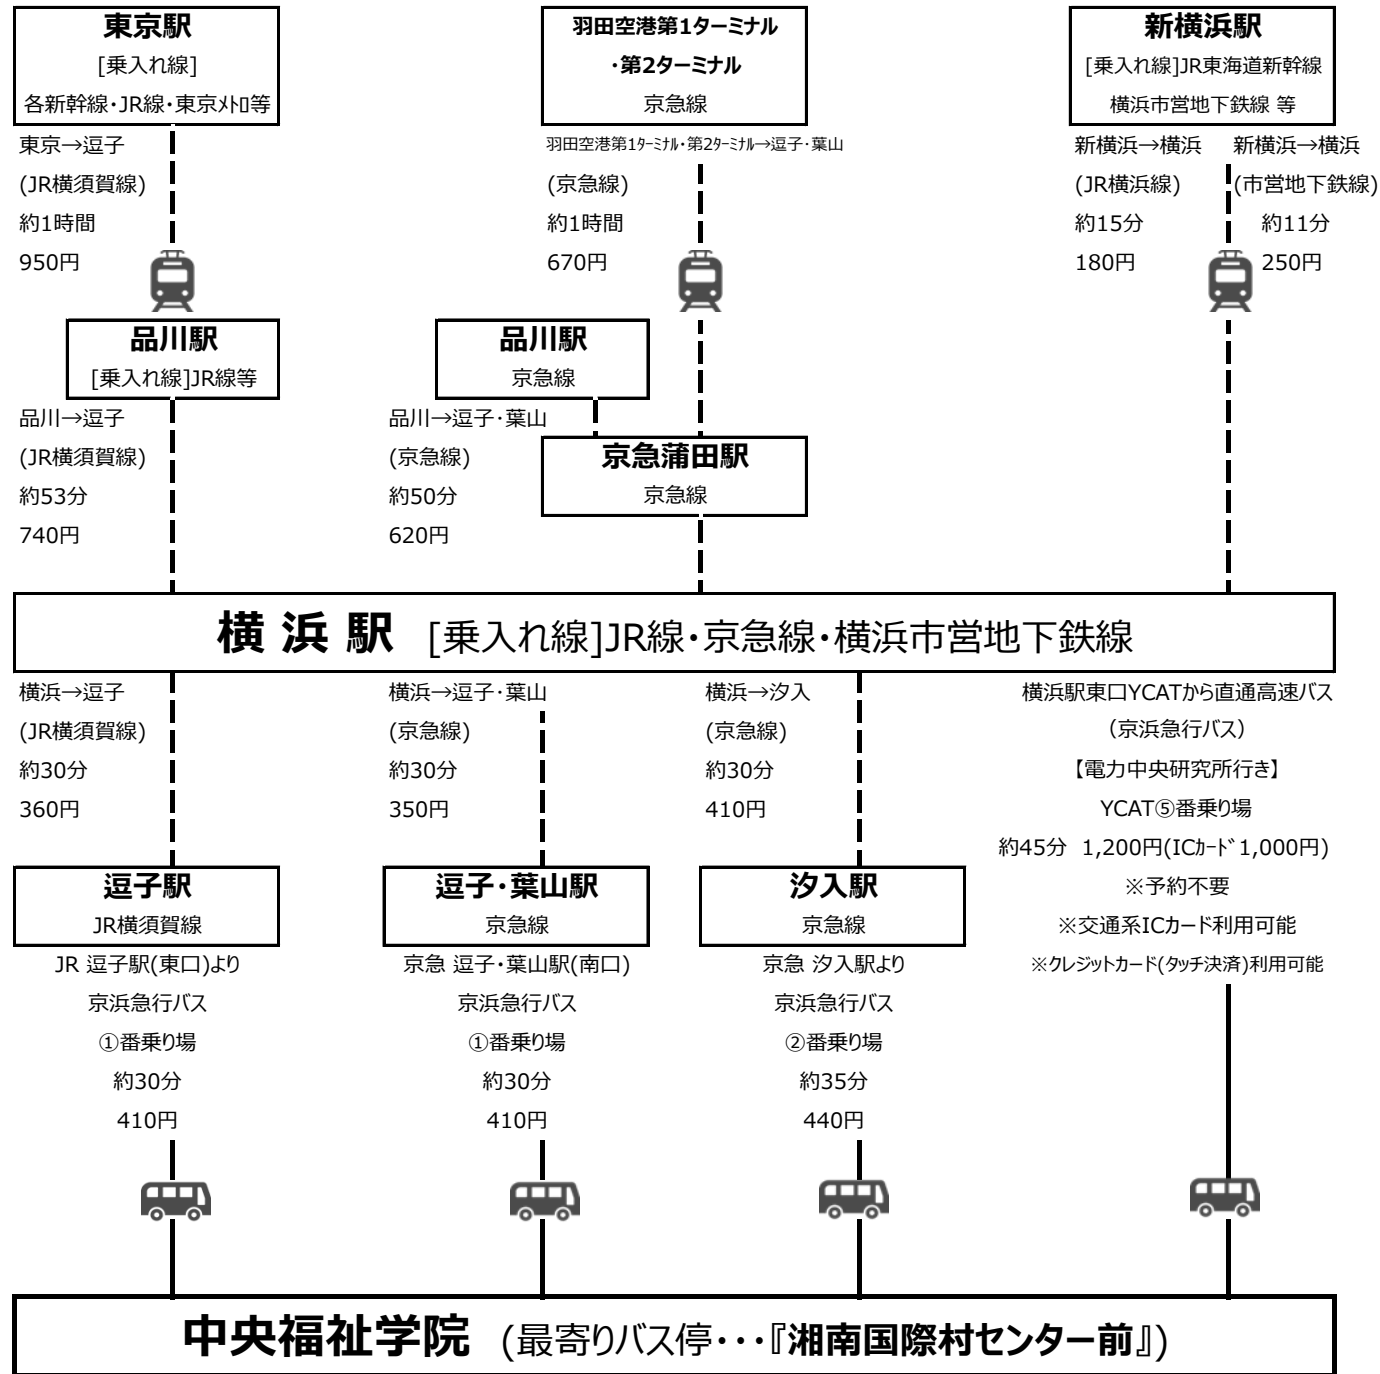 東京駅
[乗入れ線]
各新幹線・JR線・東京ﾒﾄﾛ等
東京→逗子
(JR横須賀線)
約1時間
950円
羽田空港第1ターミナル
・第2ターミナル
京急線
羽田空港第1ﾀｰﾐﾅﾙ・第2ﾀｰﾐﾅﾙ→逗子・葉山
(京急線)
約1時間
670円
新横浜駅
[乗入れ線]JR東海道新幹線
横浜市営地下鉄線 等
新横浜→横浜
(JR横浜線)
約15分
180円
新横浜→横浜
(市営地下鉄線)
約11分
250円
品川駅
[乗入れ線]JR線等
品川→逗子
(JR横須賀線)
約53分
740円
品川駅
京急線
品川→逗子・葉山
(京急線)
約50分
620円
京急蒲田駅
京急線
横 浜 駅 [乗入れ線]JR線・京急線・横浜市営地下鉄線
横浜→逗子
(JR横須賀線)
約30分
360円
横浜→逗子・葉山
(京急線)
約30分
350円
横浜→汐入
(京急線)
約30分
410円
横浜駅東口YCATから直通高速バス
（京浜急行バス）
【電力中央研究所行き】
YCAT⑤番乗り場
約45分 1,200円(ICｶｰﾄﾞ1,000円)
※予約不要
※交通系ICカード利用可能
※クレジットカード(タッチ決済)利用可能
逗子駅
JR横須賀線
JR 逗子駅(東口)より
京浜急行バス
①番乗り場
約30分
410円
逗子・葉山駅
京急線
京急 逗子・葉山駅(南口)
京浜急行バス
①番乗り場
約30分
410円
汐入駅
京急線
京急 汐入駅より
京浜急行バス
②番乗り場
約35分
440円
中央福祉学院 (最寄りバス停・・・『湘南国際村センター前』)